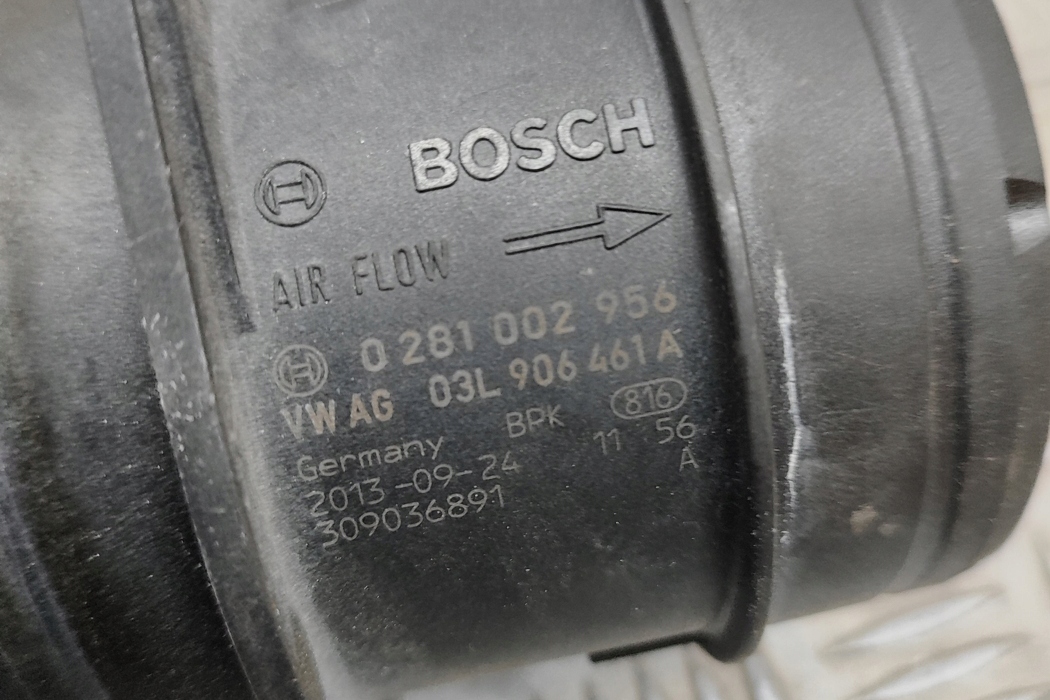 BOSCH
AIR FLOW
0 281 002 956
VW AG 03L 906 461 A
Germany BPK 816
2013-09-24 11 56
309036891 A